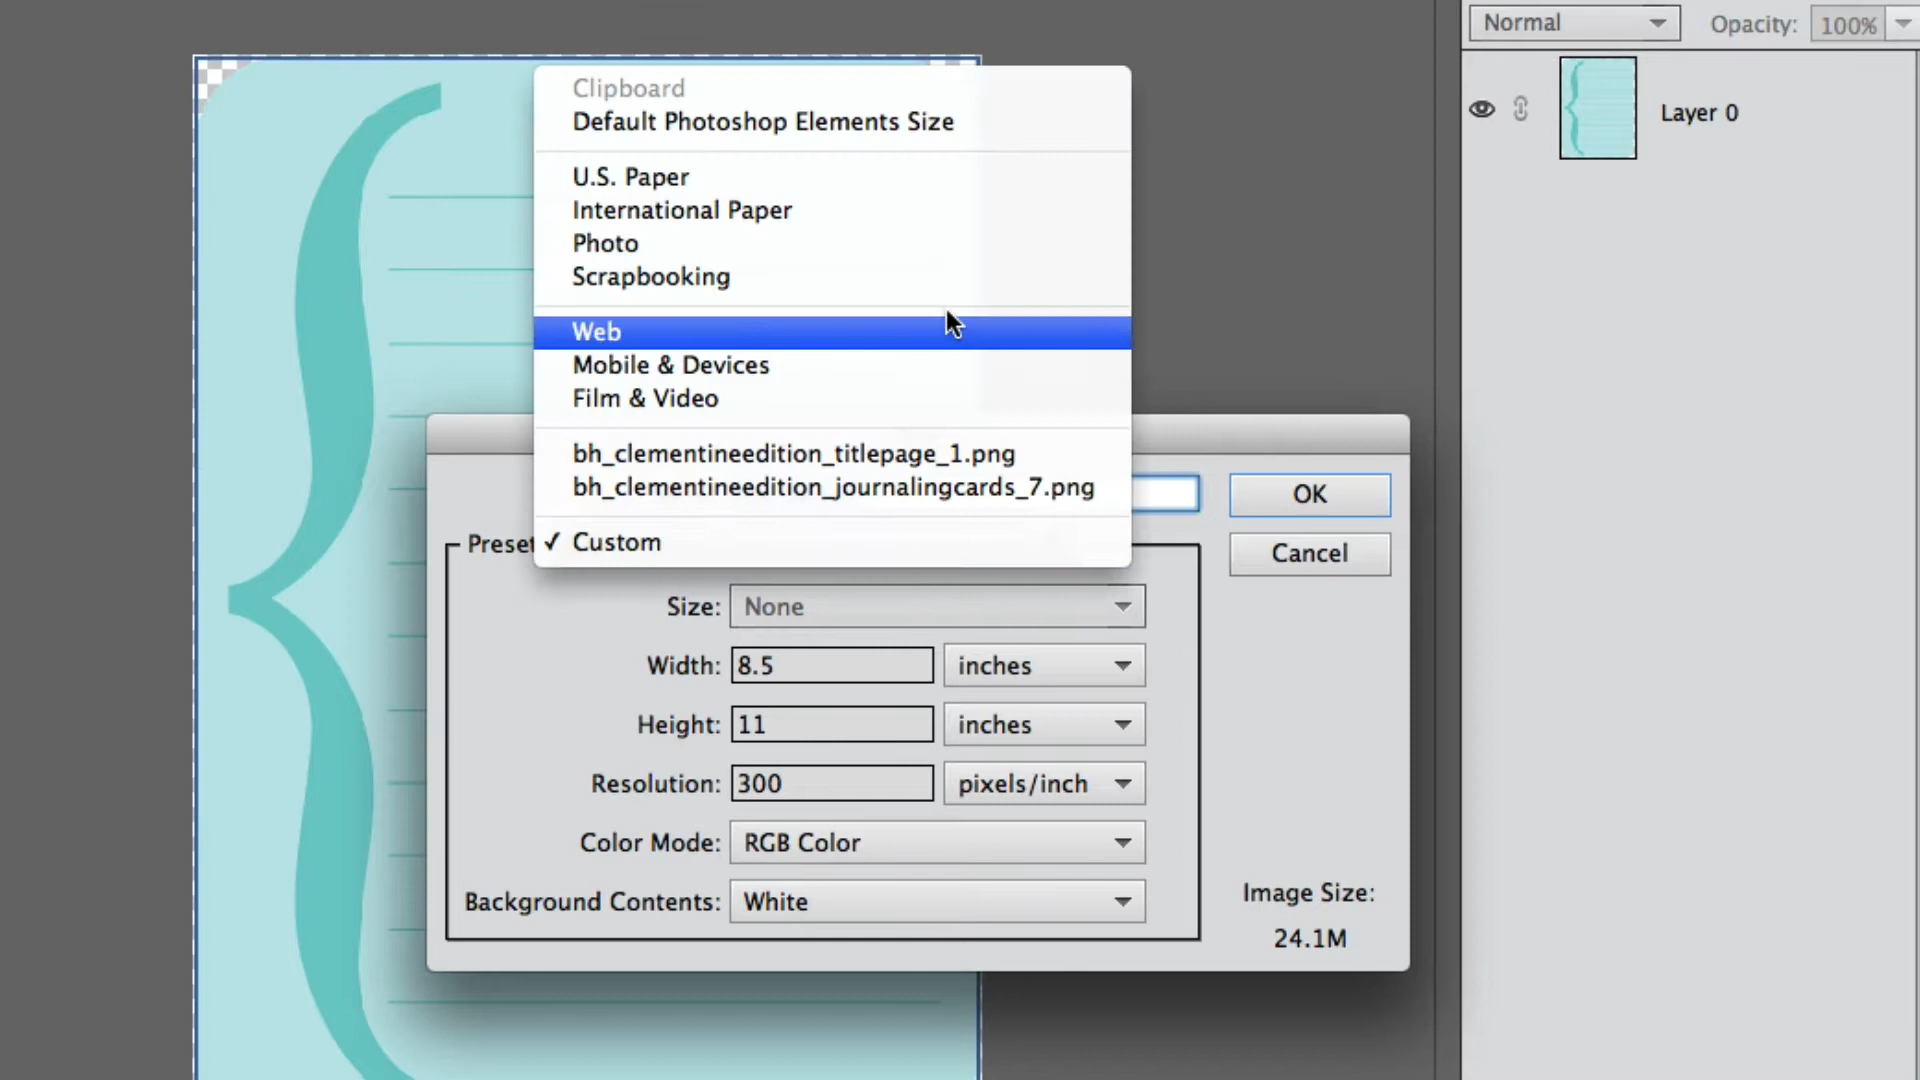 Normal
Opacity: 100%
Layer 0
Clipboard
Default Photoshop Elements Size
U.S. Paper
International Paper
Photo
Scrapbooking
Web
Mobile & Devices
Film & Video
bh_clementineedition_titlepage_1.png
bh_clementineedition_journalingcards_7.png
✓ Custom
OK
Cancel
Size: None
Width: 8.5 inches
Height: 11 inches
Resolution: 300 pixels/inch
Color Mode: RGB Color
Background Contents: White
Image Size:
24.1M